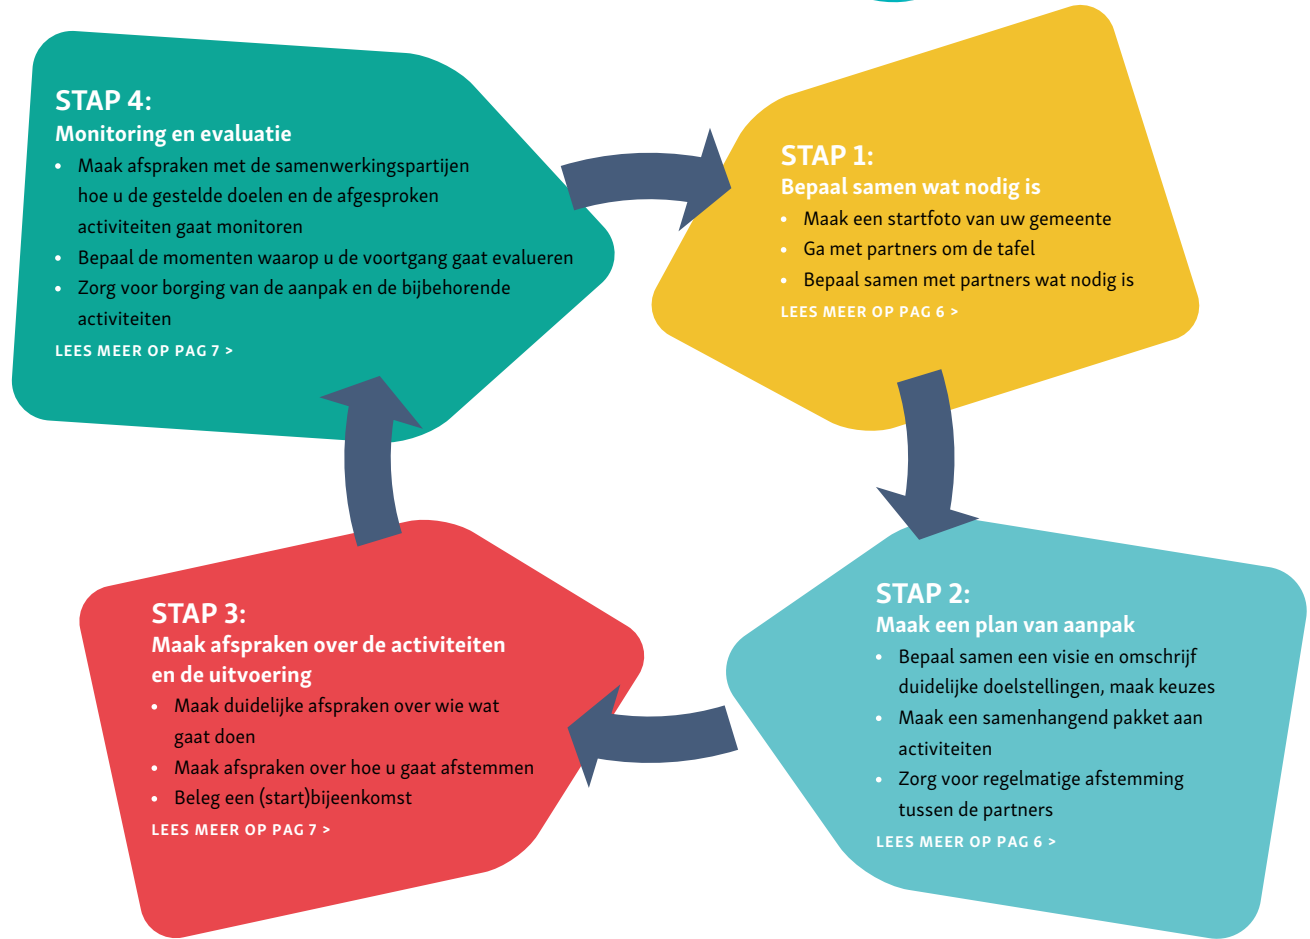 STAP 4:
Monitoring en evaluatie
• Maak afspraken met de samenwerkingspartijen
hoe u de gestelde doelen en de afgesproken
activiteiten gaat monitoren
• Bepaal de momenten waarop u de voortgang gaat evalueren
• Zorg voor borging van de aanpak en de bijbehorende
activiteiten
LEES MEER OP PAG 7 >
STAP 1:
Bepaal samen wat nodig is
• Maak een startfoto van uw gemeente
• Ga met partners om de tafel
• Bepaal samen met partners wat nodig is
LEES MEER OP PAG 6 >
STAP 3:
Maak afspraken over de activiteiten
en de uitvoering
• Maak duidelijke afspraken over wie wat
gaat doen
• Maak afspraken over hoe u gaat afstemmen
• Beleg een (start)bijeenkomst
LEES MEER OP PAG 7 >
STAP 2:
Maak een plan van aanpak
• Bepaal samen een visie en omschrijf
duidelijke doelstellingen, maak keuzes
• Maak een samenhangend pakket aan
activiteiten
• Zorg voor regelmatige afstemming
tussen de partners
LEES MEER OP PAG 6 >